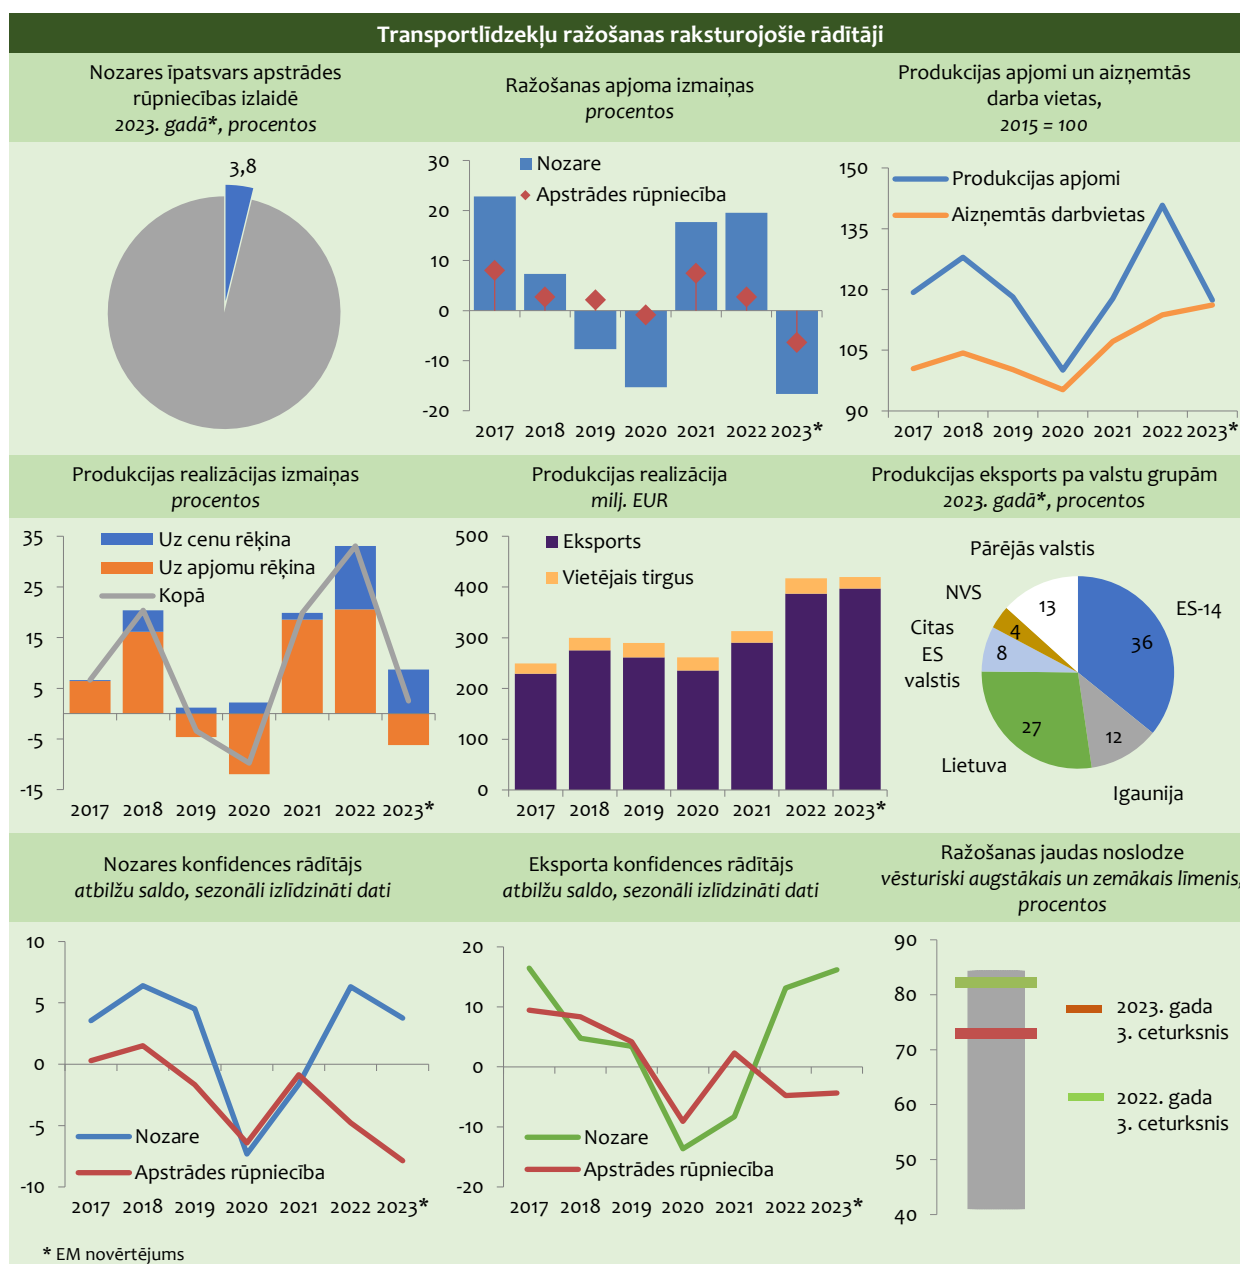 Transportlīdzekļu ražošanas raksturojošie rādītāji
Nozares īpatsvars apstrādes
rūpniecības izlaidē
2023. gadā*, procentos
3,8
Ražošanas apjoma izmaiņas
procentos
Nozare
Apstrādes rūpniecība
30
20
10
0
-10
-20
2017 2018 2019 2020 2021 2022 2023*
Produkcijas apjomi un aizņemtās
darba vietas,
2015 = 100
Produkcijas apjomi
Aizņemtās darbvietas
150
135
120
105
90
2017 2018 2019 2020 2021 2022 2023*
Produkcijas realizācijas izmaiņas
procentos
Uz cenu rēķina
Uz apjomu rēķina
Kopā
35
25
15
5
-5
-15
2017 2018 2019 2020 2021 2022 2023*
Produkcijas realizācija
milj. EUR
Eksports
Vietējais tirgus
500
400
300
200
100
0
2017 2018 2019 2020 2021 2022 2023*
Produkcijas eksports pa valstu grupām
2023. gadā*, procentos
Pārējās valstis
13
NVS
4
Citas
ES
valstis
8
ES-14
36
Lietuva
27
Igaunija
12
Nozares konfidences rādītājs
atbilžu saldo, sezonāli izlīdzināti dati
10
5
0
-5
-10
Nozare
Apstrādes rūpniecība
2017 2018 2019 2020 2021 2022 2023*
Eksporta konfidences rādītājs
atbilžu saldo, sezonāli izlīdzināti dati
20
10
0
-10
-20
Nozare
Apstrādes rūpniecība
2017 2018 2019 2020 2021 2022 2023*
Ražošanas jaudas noslodze
vēsturiski augstākais un zemākais līmenis,
procentos
90
80
70
60
50
40
2023. gada
3. ceturksnis
2022. gada
3. ceturksnis
* EM novērtējums